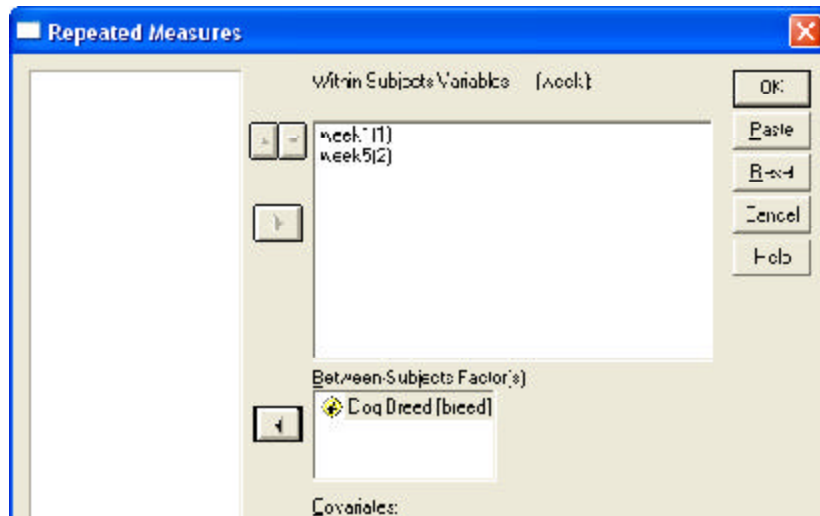 Repeated Measures
Within-Subjects Variables (week):
week1(1)
week5(2)
OK
Paste
Reset
Cancel
Help
Between-Subjects Factor(s)
Dog Breed [breed]
Covariates: